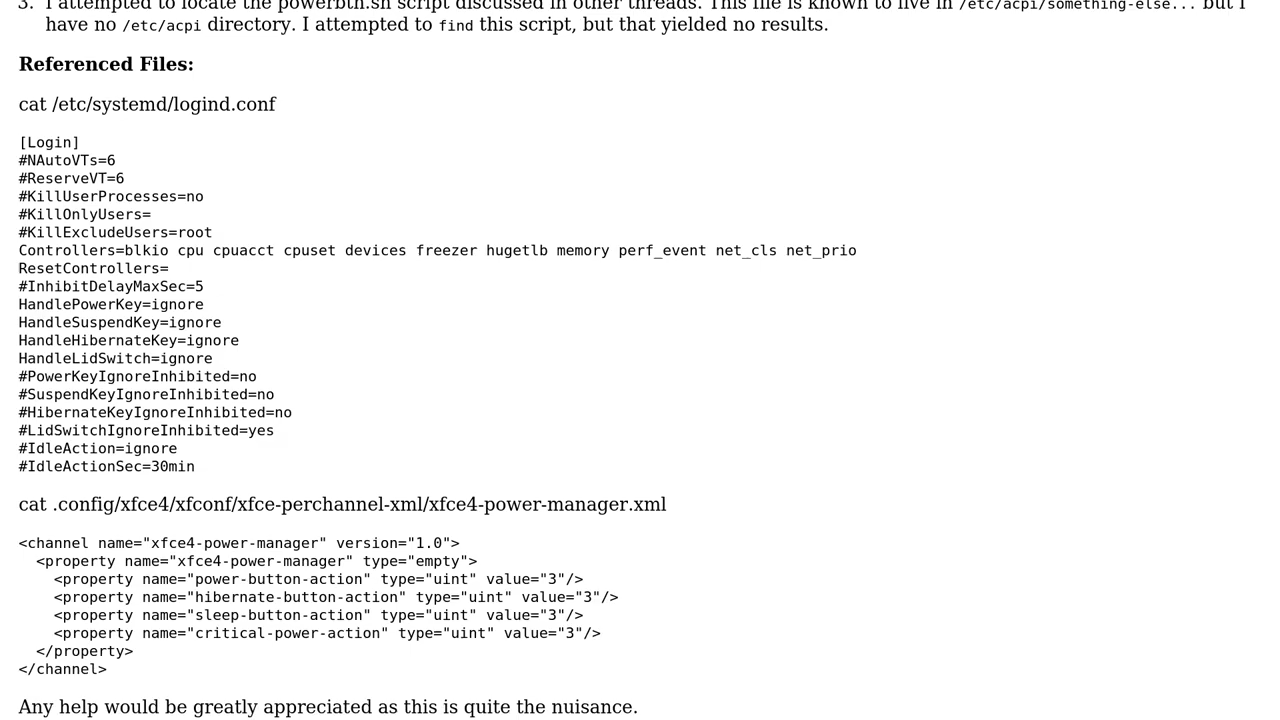 3. I attempted to locate the powerbtn.sh script discussed in other threads. This file is known to live in /etc/acpi/something-else... but I
have no /etc/acpi directory. I attempted to find this script, but that yielded no results.
Referenced Files:
cat /etc/systemd/logind.conf
[Login]
#NAutoVTs=6
#ReserveVT=6
#KillUserProcesses=no
#KillOnlyUsers=
#KillExcludeUsers=root
Controllers=blkio cpu cpuacct cpuset devices freezer hugetlb memory perf_event net_cls net_prio
ResetControllers=
#InhibitDelayMaxSec=5
HandlePowerKey=ignore
HandleSuspendKey=ignore
HandleHibernateKey=ignore
HandleLidSwitch=ignore
#PowerKeyIgnoreInhibited=no
#SuspendKeyIgnoreInhibited=no
#HibernateKeyIgnoreInhibited=no
#LidSwitchIgnoreInhibited=yes
#IdleAction=ignore
#IdleActionSec=30min
cat .config/xfce4/xfconf/xfce-perchannel-xml/xfce4-power-manager.xml
<channel name="xfce4-power-manager" version="1.0">
  <property name="xfce4-power-manager" type="empty">
    <property name="power-button-action" type="uint" value="3"/>
    <property name="hibernate-button-action" type="uint" value="3"/>
    <property name="sleep-button-action" type="uint" value="3"/>
    <property name="critical-power-action" type="uint" value="3"/>
  </property>
</channel>
Any help would be greatly appreciated as this is quite the nuisance.